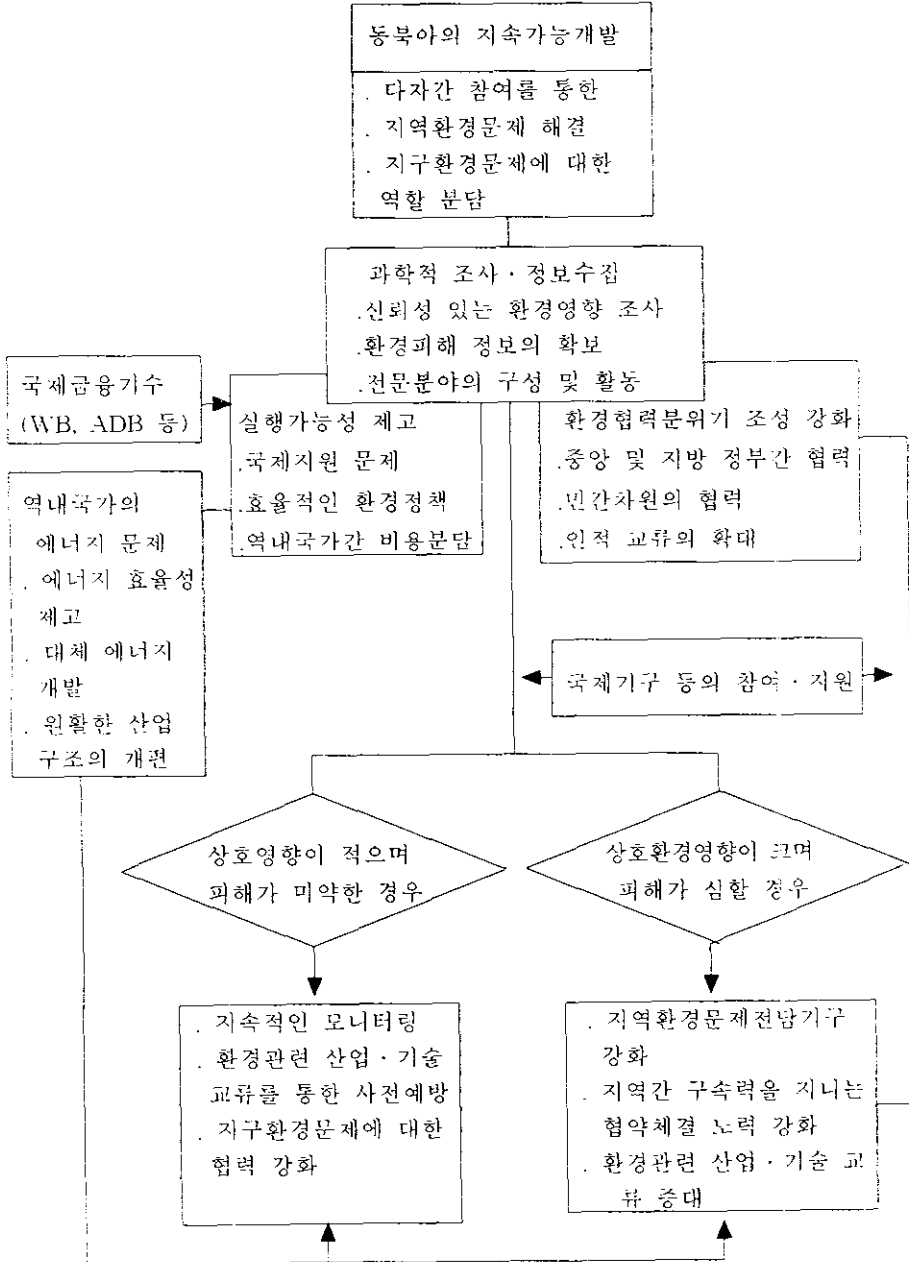 동북아의 지속가능개발
. 다자간 참여를 통한
. 지역환경문제 해결
. 지구환경문제에 대한
역할 분담
과학적 조사·정보수집
.신뢰성 있는 환경영향 조사
.환경피해 정보의 확보
.전문분야의 구성 및 활동
국제금융기수
(WB, ADB 등)
실행가능성 제고
.국제지원 문제
.효율적인 환경정책
.역내국가간 비용분담
환경협력분위기 조성 강화
.중앙 및 지방 정부간 협력
.민간차원의 협력
.인적 교류의 확대
역내국가의
에너지 문제
. 에너지 효율성
제고
. 대체 에너지
개발
. 원활한 산업
구조의 개편
국제기구 등의 참여·지원
상호영향이 적으며
피해가 미약한 경우
상호환경영향이 크며
피해가 심할 경우
. 지속적인 모니터링
. 환경관련 산업·기술
교류를 통한 사전예방
. 지구환경문제에 대한
협력 강화
. 지역환경문제전담기구
강화
. 지역간 구속력을 지니는
협약체결 노력 강화
. 환경관련 산업·기술 교
류 증대